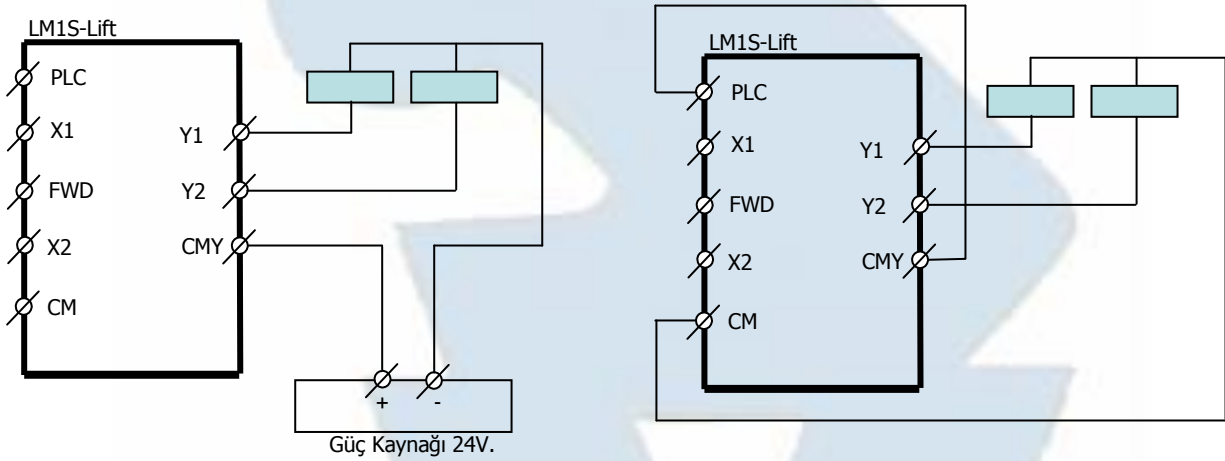 LM1S-Lift
PLC
X1
Y1
FWD
Y2
X2
CMY
CM
+ -
Güç Kaynağı 24V.
LM1S-Lift
PLC
X1
Y1
FWD
Y2
X2
CMY
CM